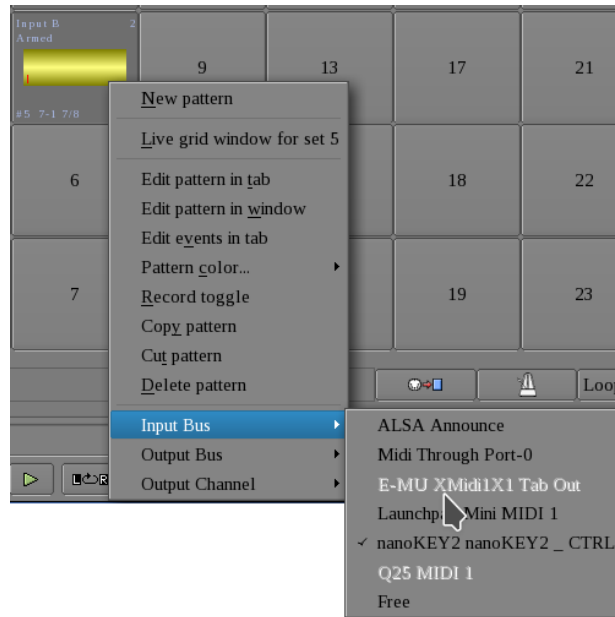 Input B 2
Armed
#5 7-1 7/8
9
13
17
21
6
18
22
7
19
23
New pattern
Live grid window for set 5
Edit pattern in tab
Edit pattern in window
Edit events in tab
Pattern color...
Record toggle
Copy pattern
Cut pattern
Delete pattern
Input Bus
Output Bus
Output Channel
Loo
L R
ALSA Announce
Midi Through Port-0
E-MU XMidi1X1 Tab Out
Launchpa Mini MIDI 1
✓ nanoKEY2 nanoKEY2 _ CTRL
Q25 MIDI 1
Free